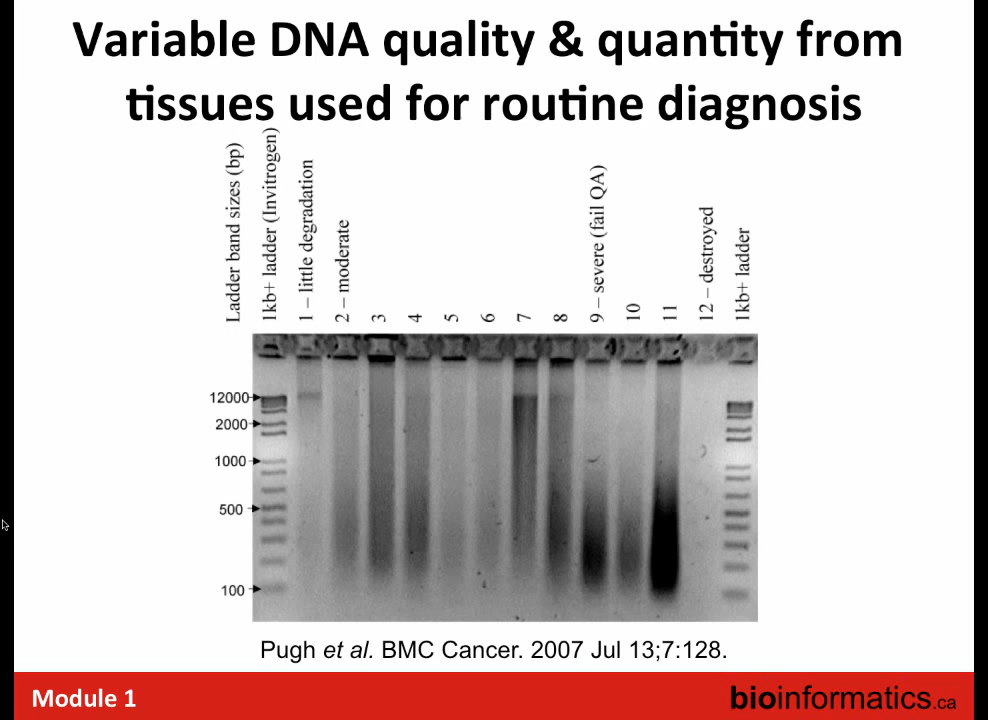 Variable DNA quality & quantity from
tissues used for routine diagnosis
Ladder band sizes (bp)
1kb+ ladder (Invitrogen)
1 – little degradation
2 – moderate
3
4
5
6
7
8
9 – severe (fail QA)
10
11
12 – destroyed
1kb+ ladder
12000
2000
1000
500
100
Pugh et al. BMC Cancer. 2007 Jul 13;7:128.
Module 1
bioinformatics.ca